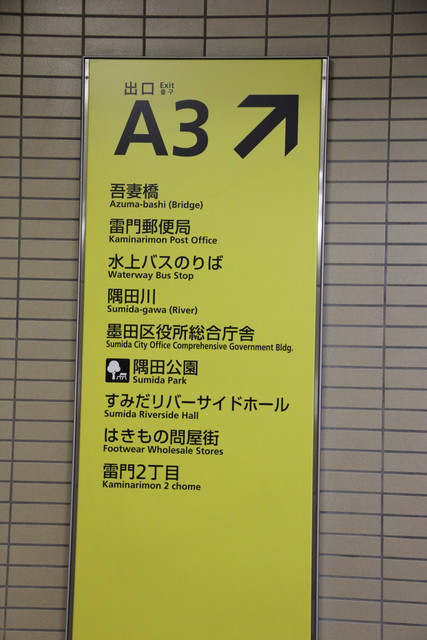 出口 Exit
출구
A3
吾妻橋
Azuma-bashi (Bridge)
雷門郵便局
Kaminarimon Post Office
水上バスのりば
Waterway Bus Stop
隅田川
Sumida-gawa (River)
墨田区役所総合庁舎
Sumida City Office Comprehensive Government Bldg.
隅田公園
Sumida Park
すみだリバーサイドホール
Sumida Riverside Hall
はきもの問屋街
Footwear Wholesale Stores
雷門2丁目
Kaminarimon 2 chome